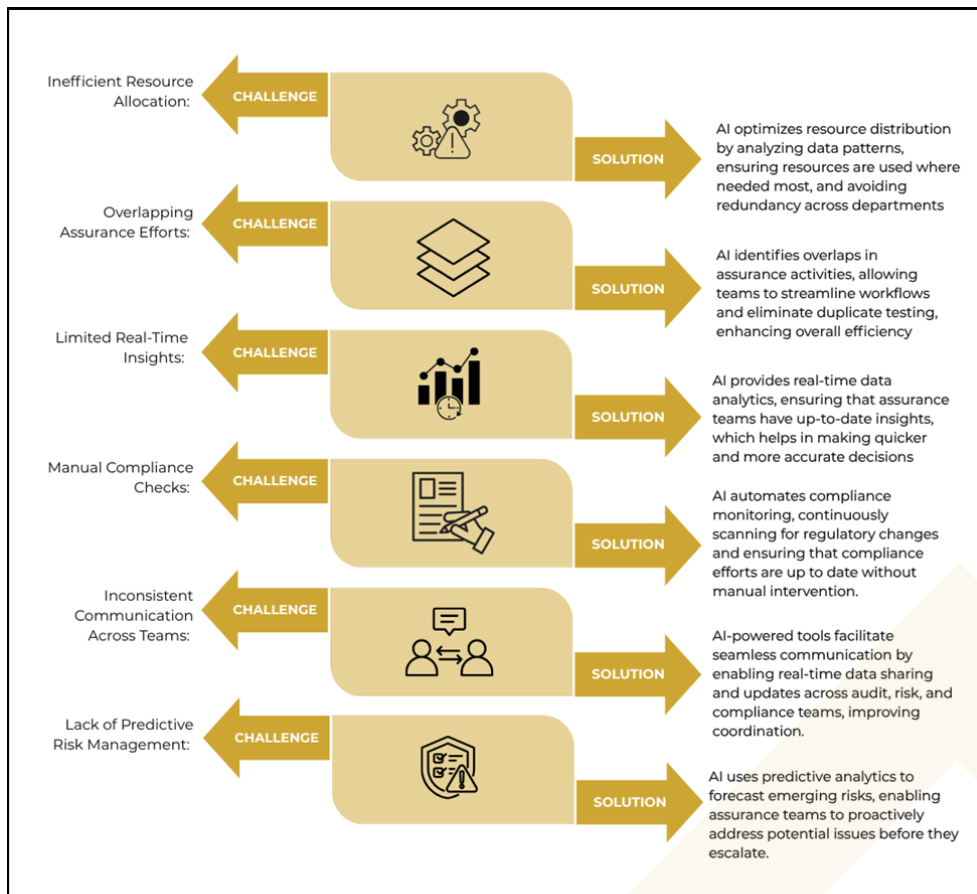 Inefficient Resource
Allocation:
CHALLENGE
SOLUTION
AI optimizes resource distribution
by analyzing data patterns,
ensuring resources are used where
needed most, and avoiding
redundancy across departments
Overlapping
Assurance Efforts:
CHALLENGE
SOLUTION
AI identifies overlaps in
assurance activities, allowing
teams to streamline workflows
and eliminate duplicate testing,
enhancing overall efficiency
Limited Real-Time
Insights:
CHALLENGE
SOLUTION
AI provides real-time data
analytics, ensuring that assurance
teams have up-to-date insights,
which helps in making quicker
and more accurate decisions
Manual Compliance
Checks:
CHALLENGE
SOLUTION
AI automates compliance
monitoring, continuously
scanning for regulatory changes
and ensuring that compliance
efforts are up to date without
manual intervention.
Inconsistent
Communication
Across Teams:
CHALLENGE
SOLUTION
AI-powered tools facilitate
seamless communication by
enabling real-time data sharing
and updates across audit, risk, and
compliance teams, improving
coordination.
Lack of Predictive
Risk Management:
CHALLENGE
SOLUTION
AI uses predictive analytics to
forecast emerging risks, enabling
assurance teams to proactively
address potential issues before they
escalate.